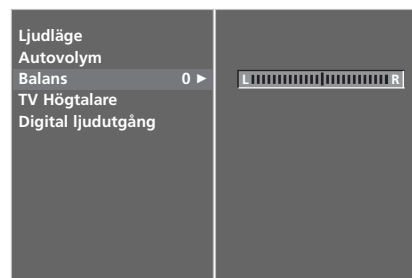 Ljudläge
Autovolym
Balans 0 ►
L R
TV Högtalare
Digital ljudutgång